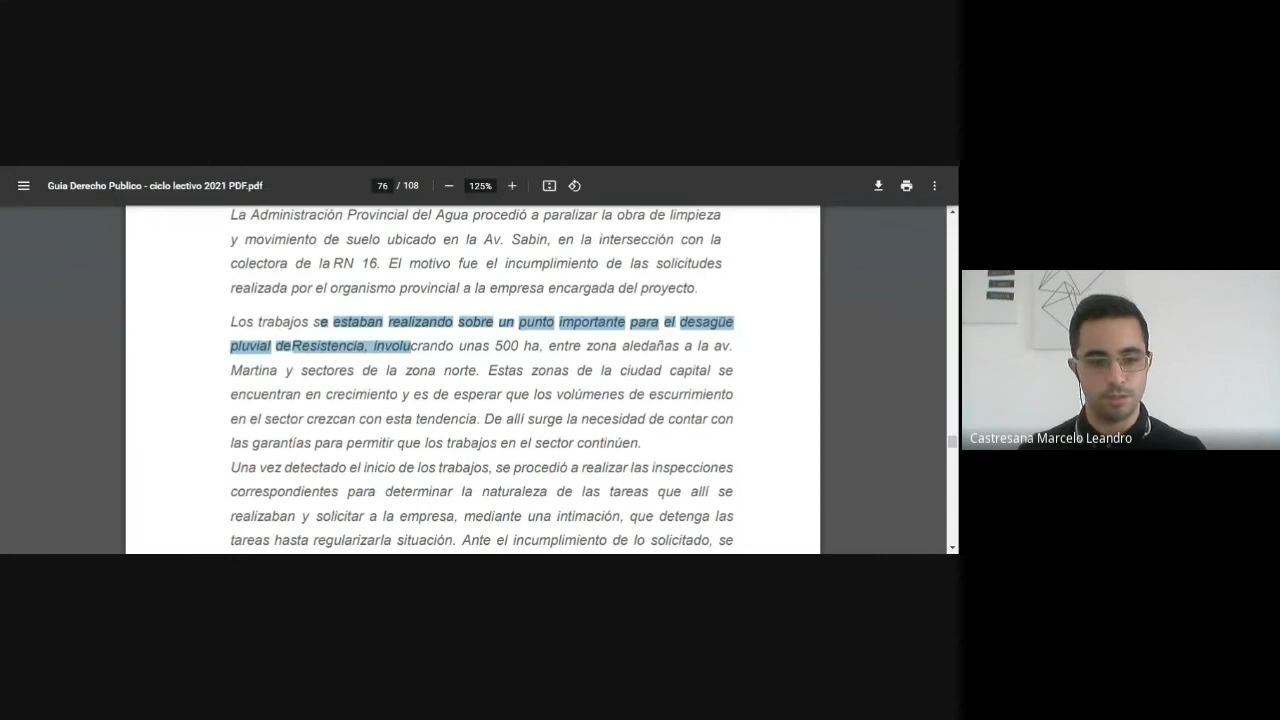 Guia Derecho Publico - ciclo lectivo 2021 PDF.pdf
76 / 108
125%
La Administración Provincial del Agua procedió a paralizar la obra de limpieza
y movimiento de suelo ubicado en la Av. Sabin, en la intersección con la
colectora de la RN 16. El motivo fue el incumplimiento de las solicitudes
realizada por el organismo provincial a la empresa encargada del proyecto.
Los trabajos se estaban realizando sobre un punto importante para el desagüe
pluvial deResistencia, involucrando unas 500 ha, entre zona aledañas a la av.
Martina y sectores de la zona norte. Estas zonas de la ciudad capital se
encuentran en crecimiento y es de esperar que los volúmenes de escurrimiento
en el sector crezcan con esta tendencia. De allí surge la necesidad de contar con
las garantías para permitir que los trabajos en el sector continúen.
Una vez detectado el inicio de los trabajos, se procedió a realizar las inspecciones
correspondientes para determinar la naturaleza de las tareas que allí se
realizaban y solicitar a la empresa, mediante una intimación, que detenga las
tareas hasta regularizarla situación. Ante el incumplimiento de lo solicitado, se
Castresana Marcelo Leandro